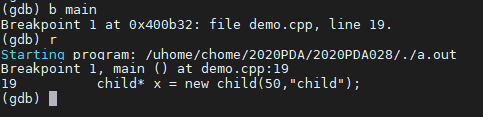 (gdb) b main
Breakpoint 1 at 0x400b32: file demo.cpp, line 19.
(gdb) r
Starting program: /uhome/chome/2020PDA/2020PDA028/./a.out
Breakpoint 1, main () at demo.cpp:19
19          child* x = new child(50,"child");
(gdb)